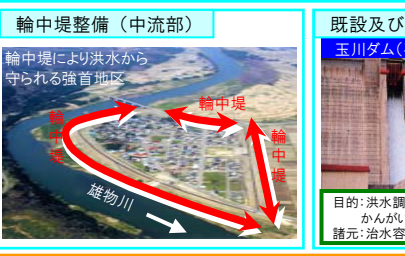 輪中堤整備（中流部）
輪中堤により洪水から
守られる強首地区
輪中堤
輪中堤
輪中堤
雄物川
既設及び
玉川ダム(
目的：洪水調
かんがい
諸元：治水容